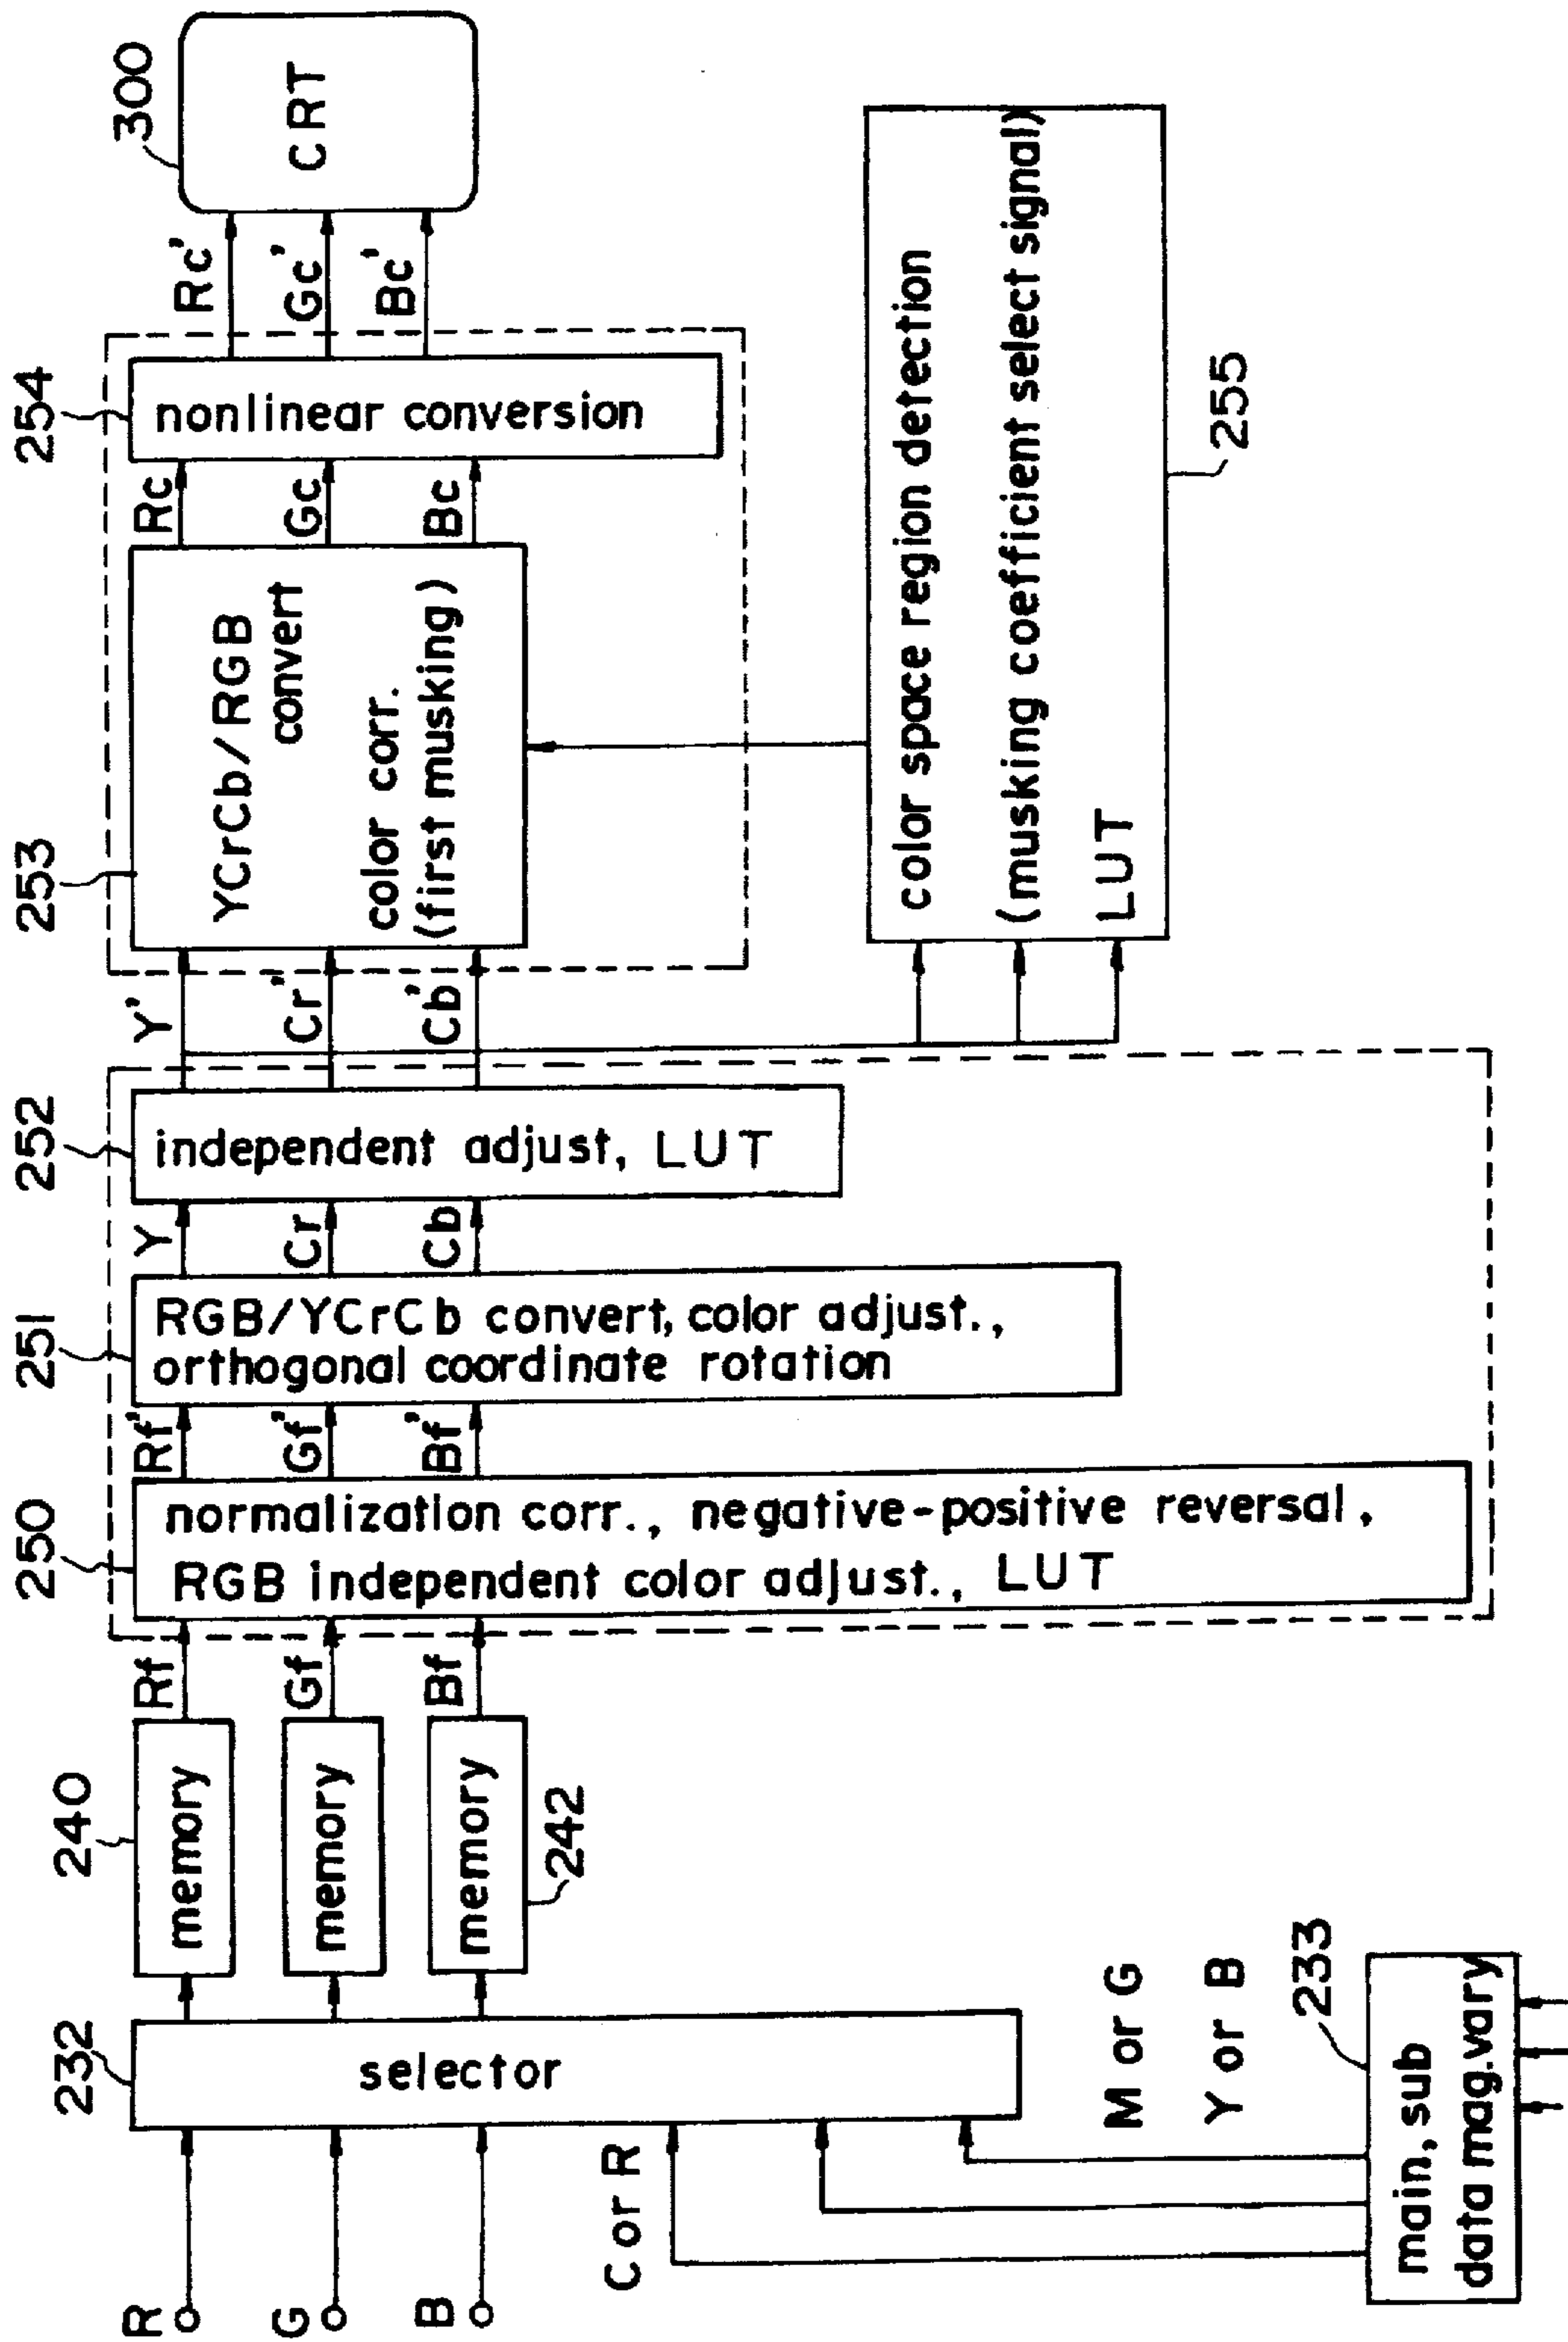 R
G
B
C or R
M or G
Y or B
233
main, sub
data mag. vary
232
selector
240
memory
memory
memory
242
Rf
Gf
Bf
250
normalization corr., negative-positive reversal,
RGB independent color adjust., LUT
Rf'
Gf'
Bf'
251
RGB/YCrCb convert, color adjust.,
orthogonal coordinate rotation
Y
Cr
Cb
252
independent adjust, LUT
Y'
Cr'
Cb'
253
YCrCb/RGB
convert
color corr.
(first musking)
Rc
Gc
Bc
254
nonlinear conversion
Rc'
Gc'
Bc'
300
CRT
color space region detection
(musking coefficient select signal)
LUT
255